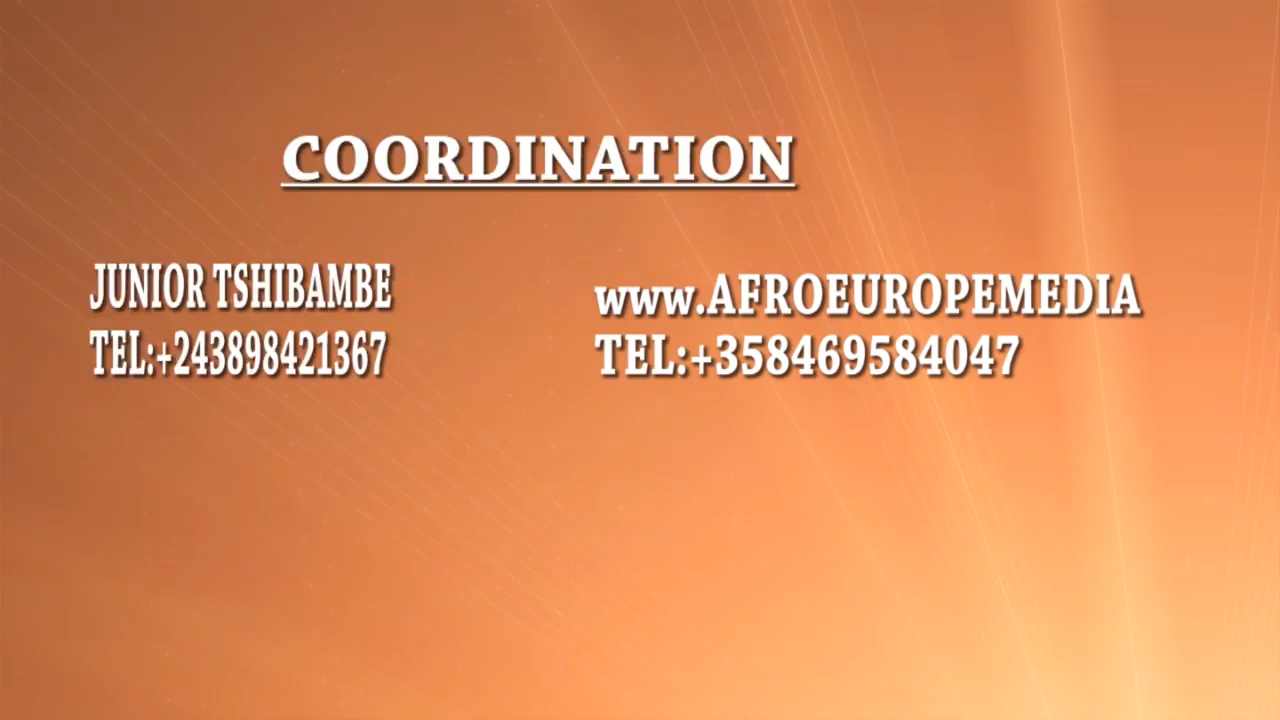 COORDINATION
JUNIOR TSHIBAMBE
TEL:+243898421367
www.AFROEUROPEMEDIA
TEL:+358469584047